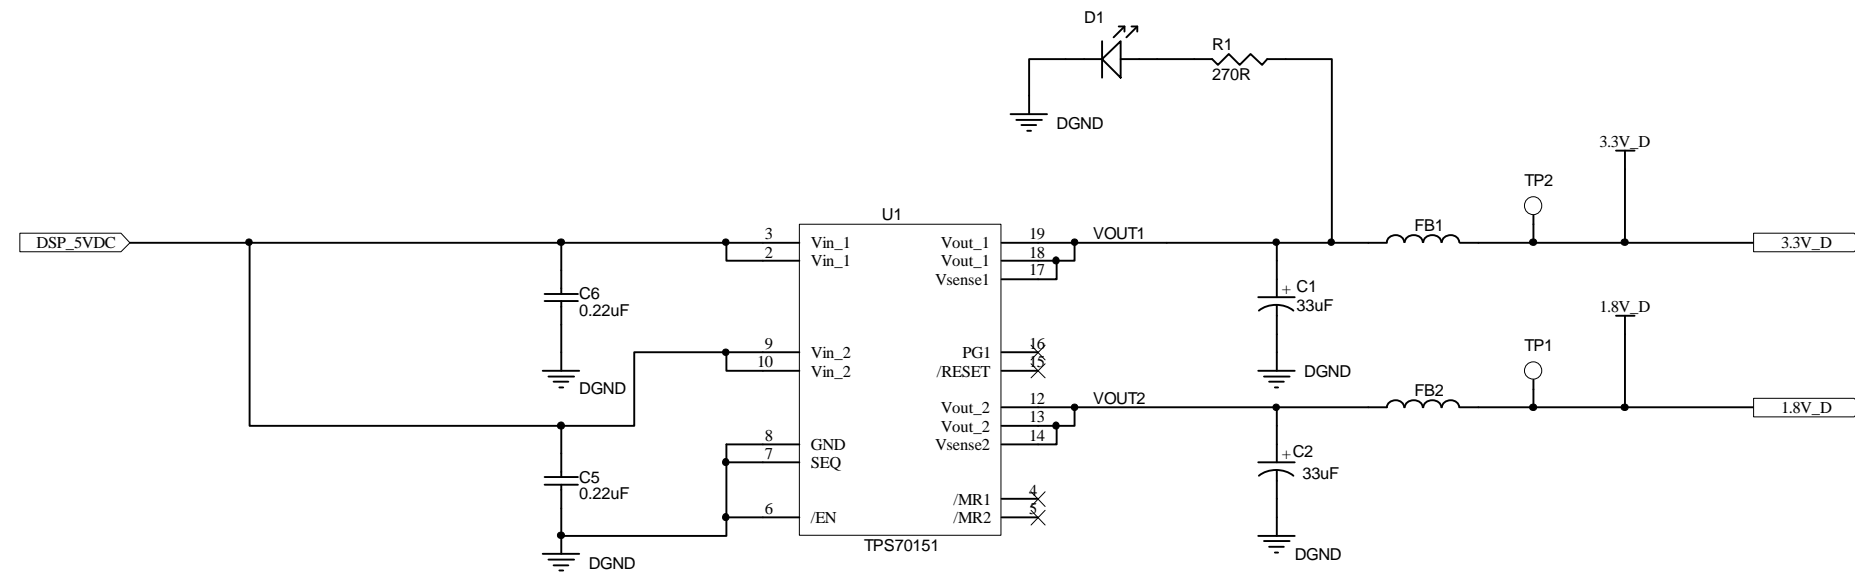 D1
R1
270R
DGND
3.3V_D
TP2
U1
DSP_5VDC
3 Vin_1 Vout_1 19 VOUT1 FB1 3.3V_D
2 Vin_1 Vout_1 18
Vsense1 17
C6
0.22uF
C1
+ 33uF
1.8V_D
9 Vin_2 PG1 16
10 Vin_2 /RESET 15
TP1
DGND
DGND
Vout_2 12 VOUT2 FB2 1.8V_D
Vout_2 13
8 GND Vsense2 14
7 SEQ
C5
0.22uF
+ C2
33uF
/MR1 4
6 /EN /MR2 5
TPS70151
DGND
DGND